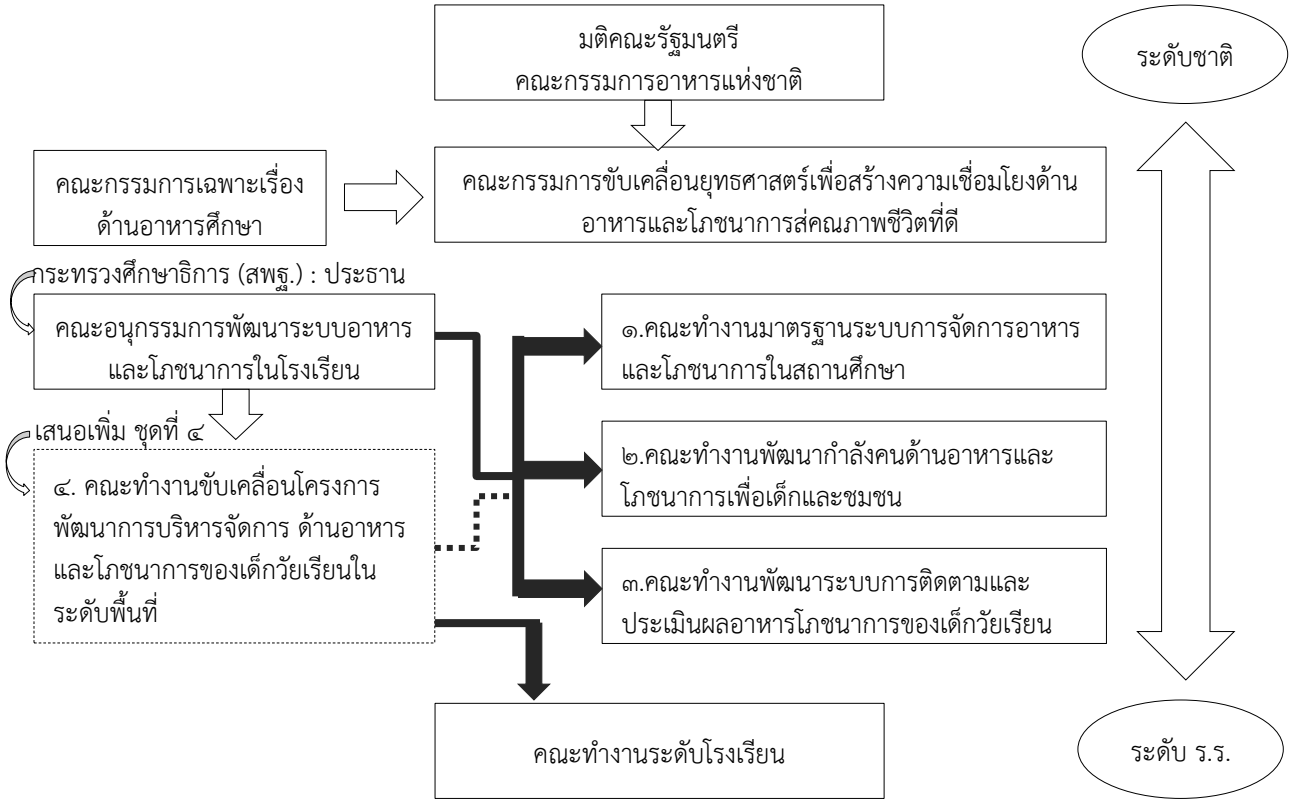 มติคณะรัฐมนตรี
คณะกรรมการอาหารแห่งชาติ
ระดับชาติ
คณะกรรมการเฉพาะเรื่อง
ด้านอาหารศึกษา
คณะกรรมการขับเคลื่อนยุทธศาสตร์เพื่อสร้างความเชื่อมโยงด้าน
อาหารและโภชนาการส่คณภาพชีวิตที่ดี
กระทรวงศึกษาธิการ (สพฐ.) : ประธาน
คณะอนุกรรมการพัฒนาระบบอาหาร
และโภชนาการในโรงเรียน
๑.คณะทำงานมาตรฐานระบบการจัดการอาหาร
และโภชนาการในสถานศึกษา
๒.คณะทำงานพัฒนากำลังคนด้านอาหารและ
โภชนาการเพื่อเด็กและชุมชน
๓.คณะทำงานพัฒนาระบบการติดตามและ
ประเมินผลอาหารโภชนาการของเด็กวัยเรียน
เสนอเพิ่ม ชุดที่ ๔
๔. คณะทำงานขับเคลื่อนโครงการ
พัฒนาการบริหารจัดการ ด้านอาหาร
และโภชนาการของเด็กวัยเรียนใน
ระดับพื้นที่
คณะทำงานระดับโรงเรียน
ระดับ ร.ร.